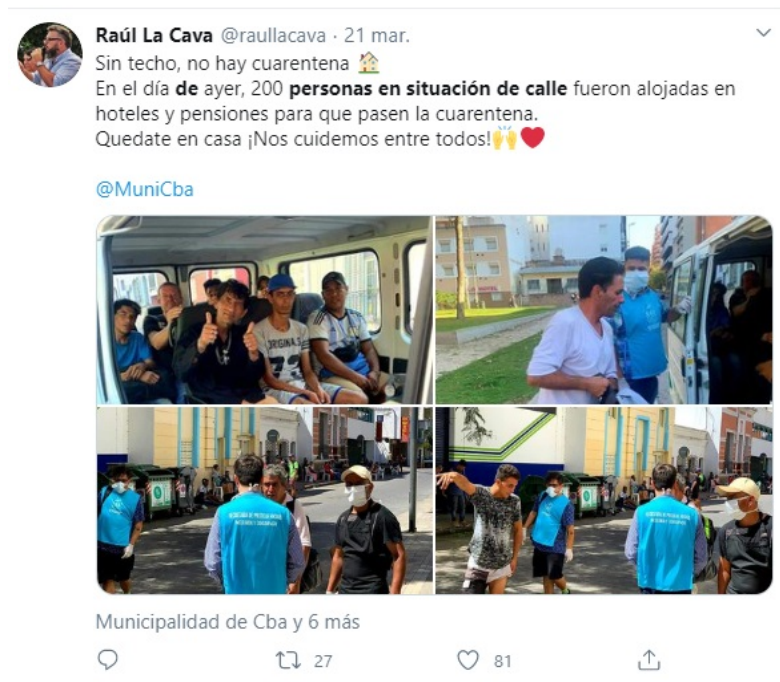 Raúl La Cava @raullacava · 21 mar.
Sin techo, no hay cuarentena 🏠
En el día de ayer, 200 personas en situación de calle fueron alojadas en
hoteles y pensiones para que pasen la cuarentena.
Quedate en casa ¡Nos cuidemos entre todos!🙌❤️
@MuniCba
Municipalidad de Cba y 6 más
27
81